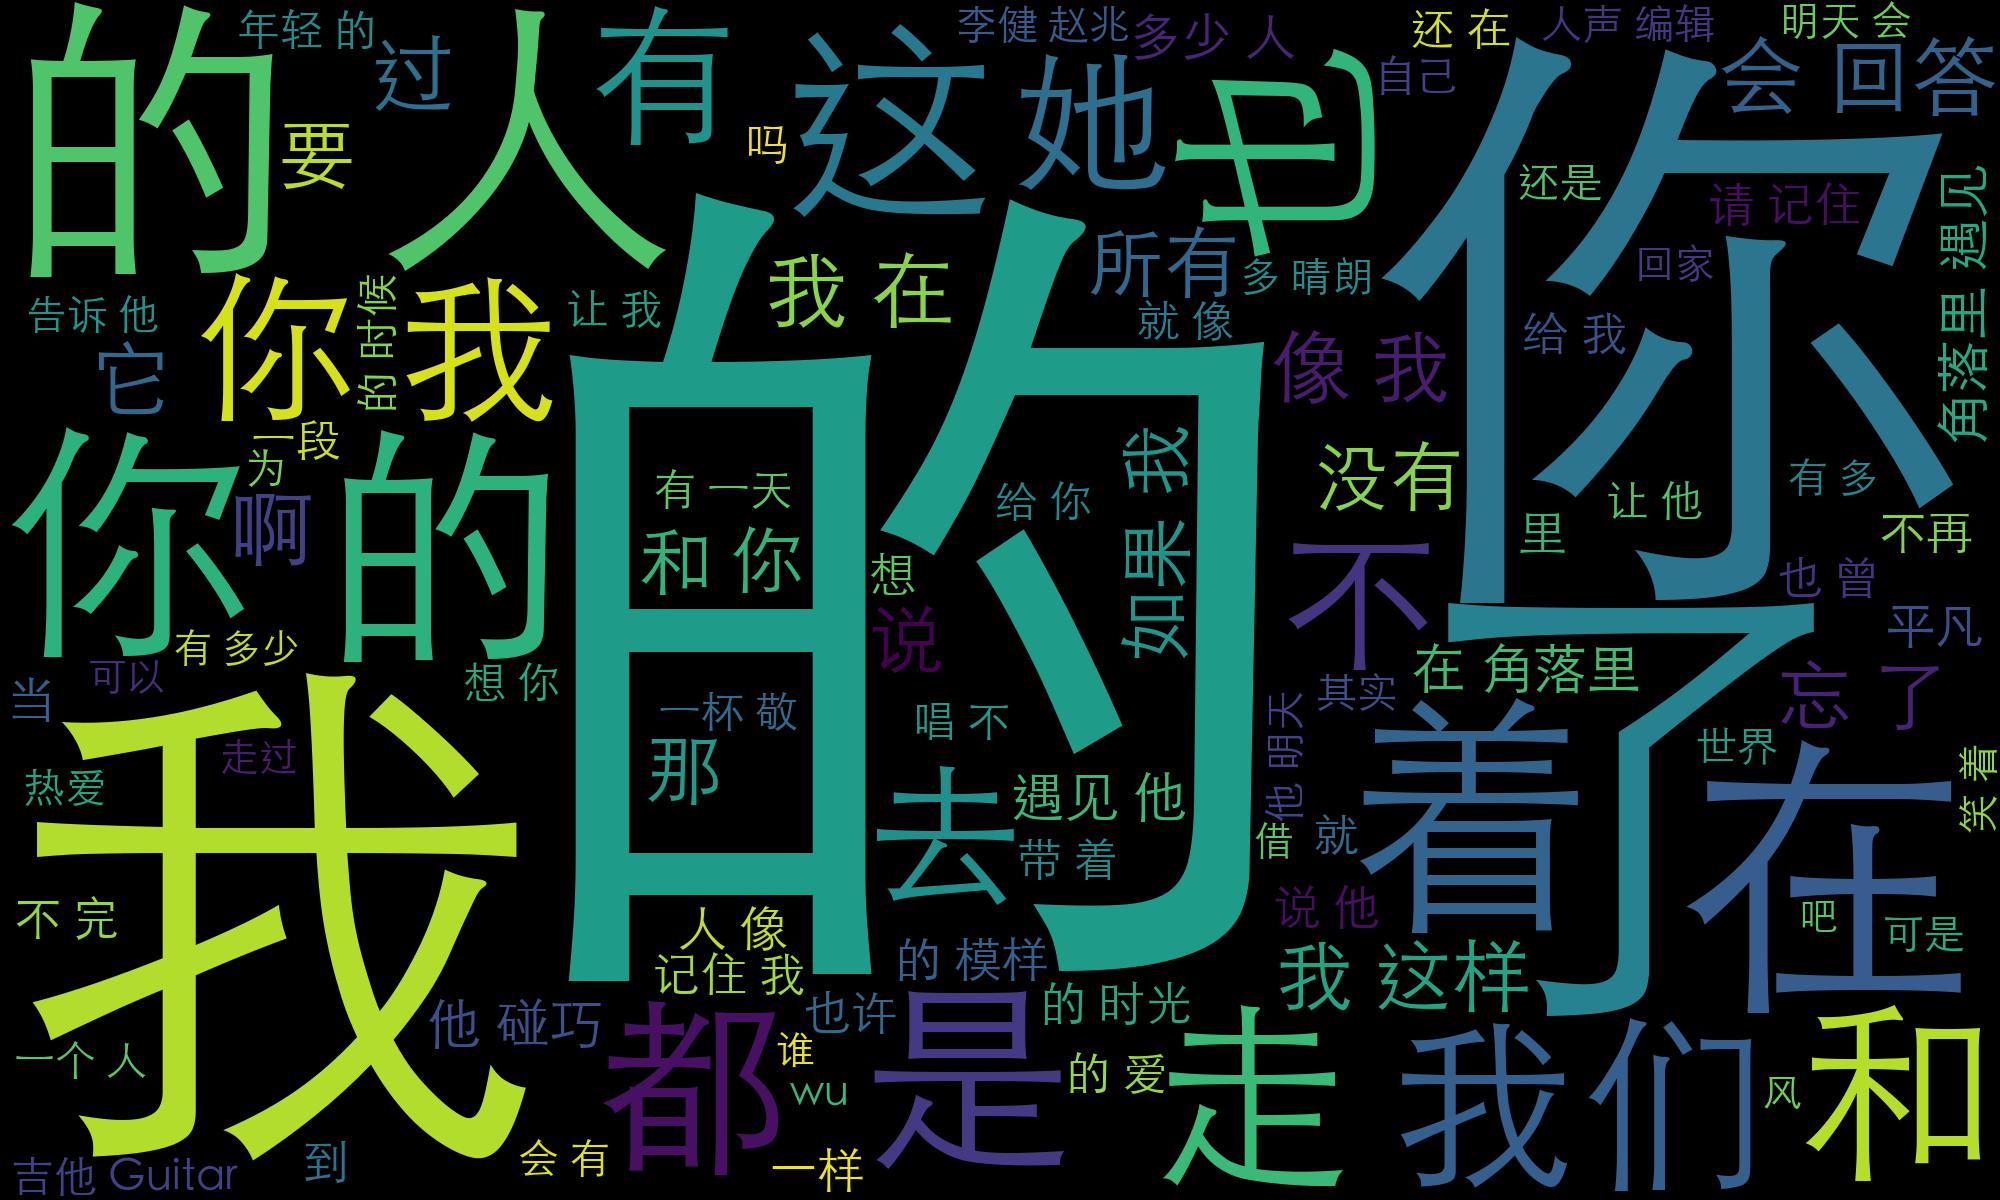 年轻 的
过
有
这
她
李健 赵兆
多少 人
还 在
人声 编辑
明天 会
的 人
要
吗
也
自己
你
会 回答
还是
请 记住
角落里 遇见
所有
多 晴朗
回家
告诉 他
它
你 我
的 时候
让 我
我 在
就 像
像 我
给 我
一段
为
啊
你 的
的
有 一天
和 你
给 你
想
说
如果 我
没有
不
里
让 他
有 多
不再
也 曾
平凡
有 多少
可以
当
走过
想 你
一杯 敬
那
唱 不
去
遇见 他
带 着
他 明天
其实
在 角落里
了
忘 了
世界
笑 着
热爱
我
不 完
人 像
记住 我
的 模样
借
就
说 他
着
在
吧
可是
我 这样
他 碰巧
都
也许
谁
wu
是
的 时光
的 爱
走
我们
风
和
一个 人
吉他 Guitar
到
会 有
一样